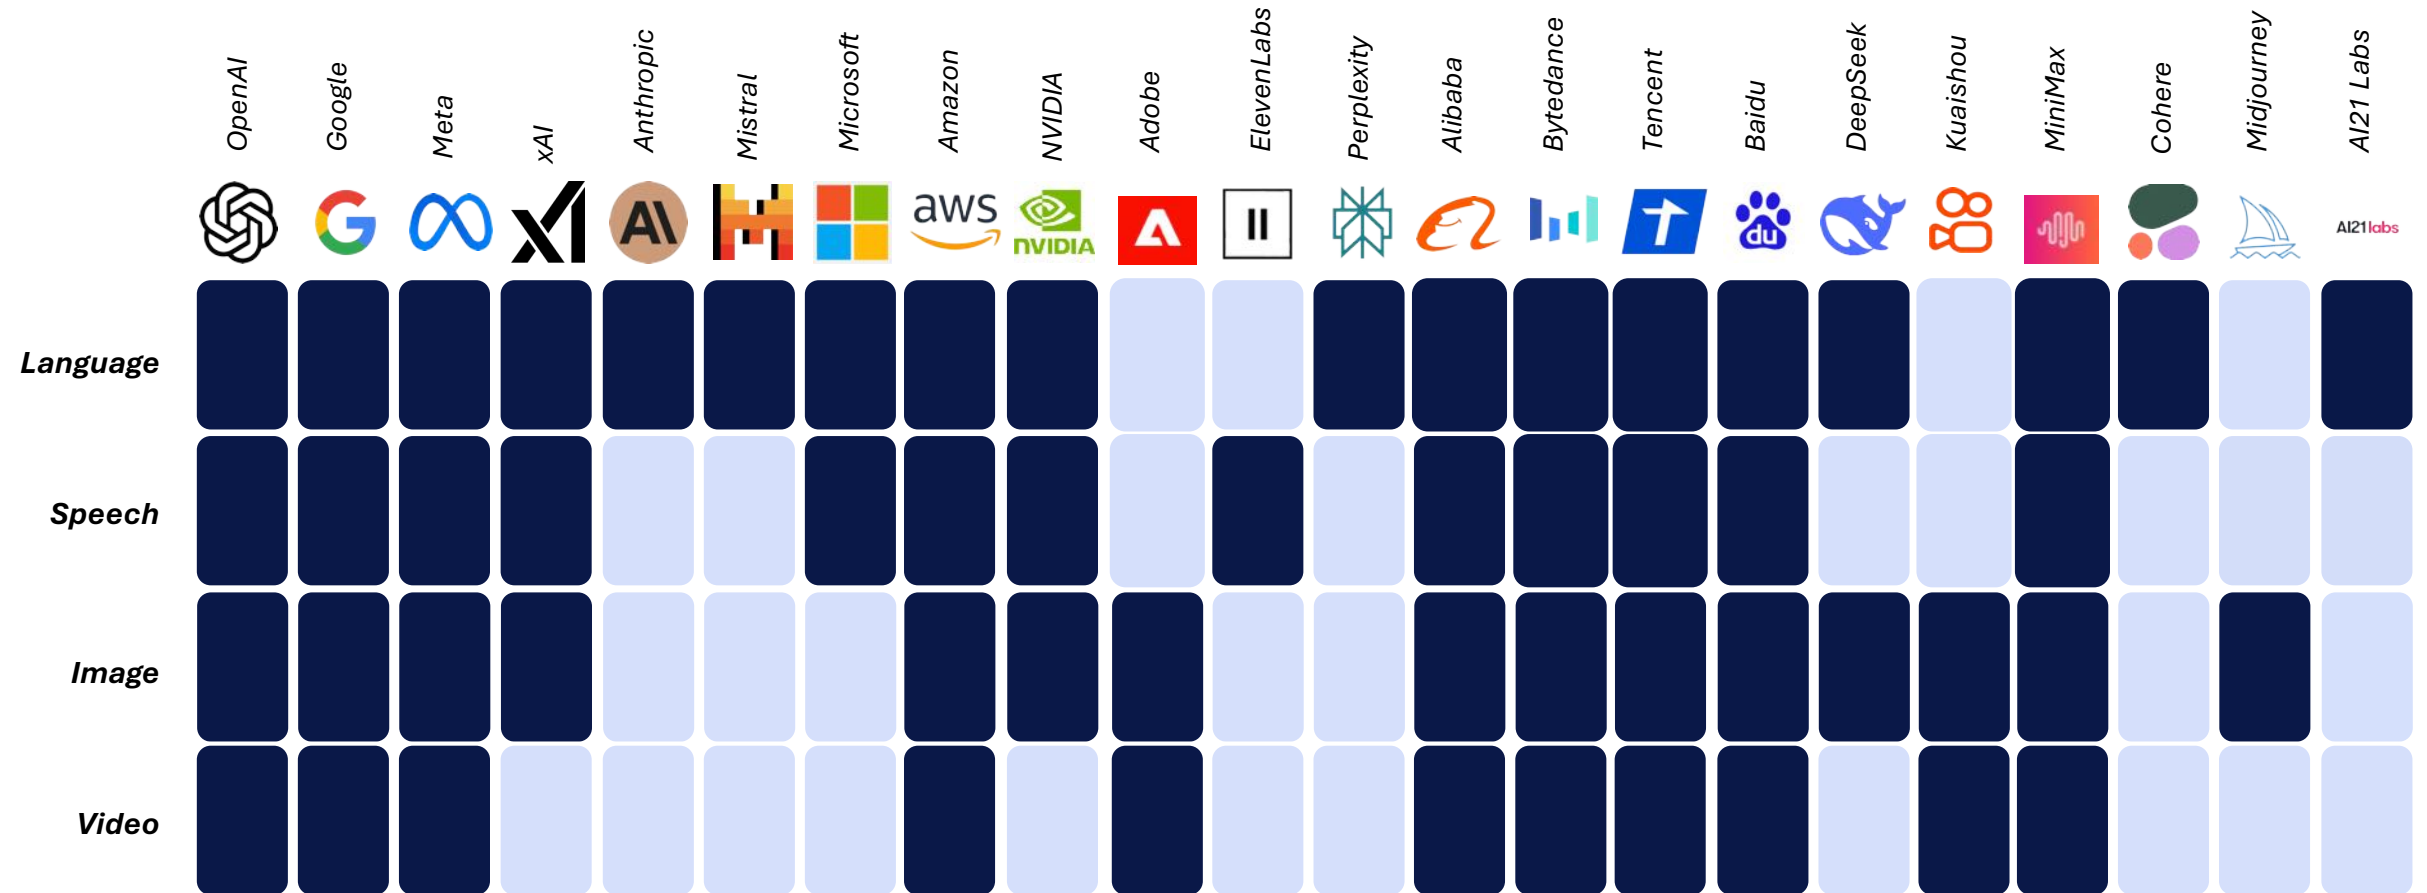 OpenAI
Google
Meta
xAI
Anthropic
Mistral
Microsoft
Amazon
NVIDIA
Adobe
ElevenLabs
Perplexity
Alibaba
Bytedance
Tencent
Baidu
DeepSeek
Kuaishou
MiniMax
Cohere
Midjourney
AI21 Labs
aws
nVIDIA
du
AI21labs
Language
Speech
Image
Video